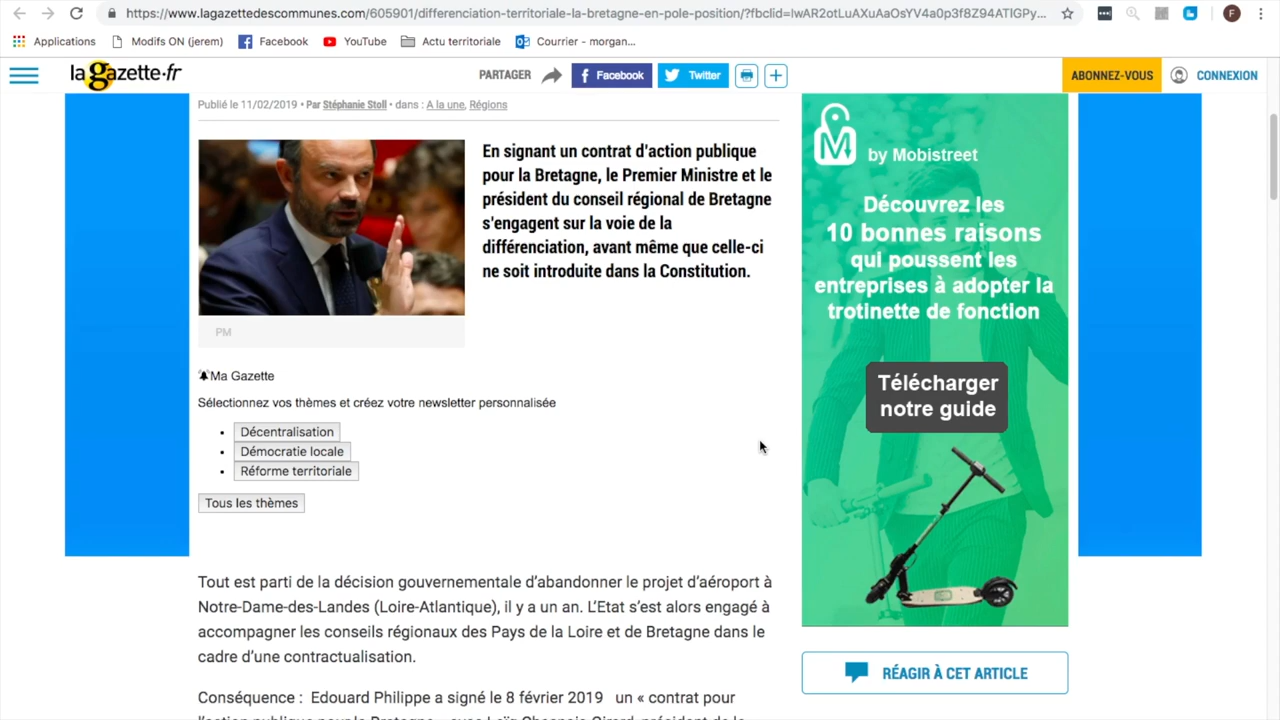 https://www.lagazettedescommunes.com/605901/differenciation-territoriale-la-bretagne-en-pole-position/?fbclid=IwAR2otLuAXuAaOsYV4a0p3f8Z94ATlGPy...
F
Applications
Modifs ON (jerem)
Facebook
YouTube
Actu territoriale
Courrier - morgan...
la gazette·fr
PARTAGER
Facebook
Twitter
ABONNEZ-VOUS
CONNEXION
Publié le 11/02/2019 • Par Stéphanie Stoll • dans : A la une, Régions
En signant un contrat d'action publique
pour la Bretagne, le Premier Ministre et le
président du conseil régional de Bretagne
s'engagent sur la voie de la
différenciation, avant même que celle-ci
ne soit introduite dans la Constitution.
PM
Ma Gazette
Sélectionnez vos thèmes et créez votre newsletter personnalisée
• Décentralisation
• Démocratie locale
• Réforme territoriale
Tous les thèmes
Tout est parti de la décision gouvernementale d'abandonner le projet d'aéroport à
Notre-Dame-des-Landes (Loire-Atlantique), il y a un an. L'Etat s'est alors engagé à
accompagner les conseils régionaux des Pays de la Loire et de Bretagne dans le
cadre d'une contractualisation.
Conséquence : Edouard Philippe a signé le 8 février 2019 un « contrat pour
M by Mobistreet
Découvrez les
10 bonnes raisons
qui poussent les
entreprises à adopter la
trotinette de fonction
Télécharger
notre guide
RÉAGIR À CET ARTICLE